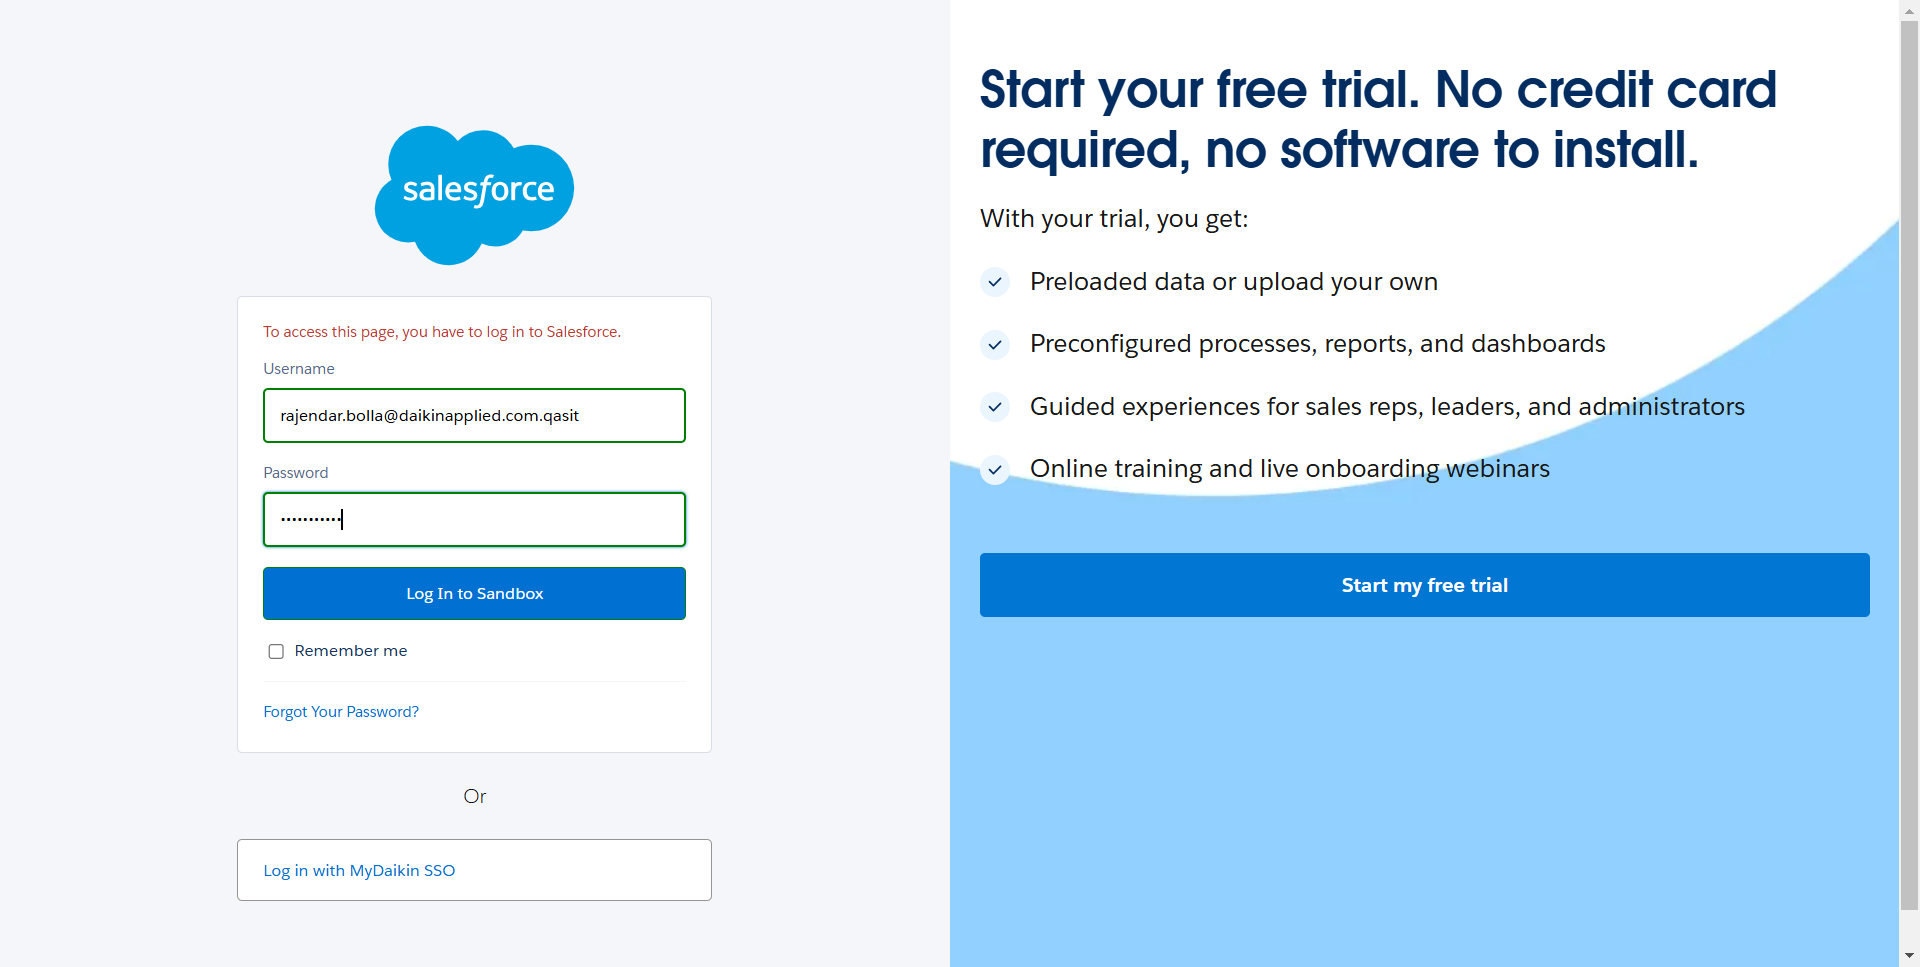 salesforce
To access this page, you have to log in to Salesforce.
Username
rajendar.bolla@daikinapplied.com.qasit
Password
•••••••••••
Log In to Sandbox
Remember me
Forgot Your Password?
Or
Log in with MyDaikin SSO
Start your free trial. No credit card
required, no software to install.
With your trial, you get:
Preloaded data or upload your own
Preconfigured processes, reports, and dashboards
Guided experiences for sales reps, leaders, and administrators
Online training and live onboarding webinars
Start my free trial